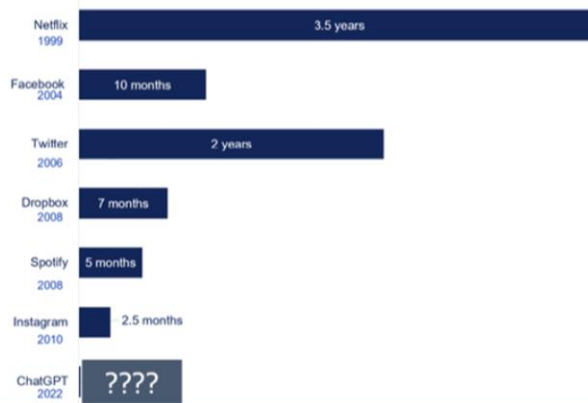 Netflix 3.5 years
1999
Facebook 10 months
2004
Twitter 2 years
2006
Dropbox 7 months
2008
Spotify 5 months
2008
Instagram 2.5 months
2010
ChatGPT ????
2022